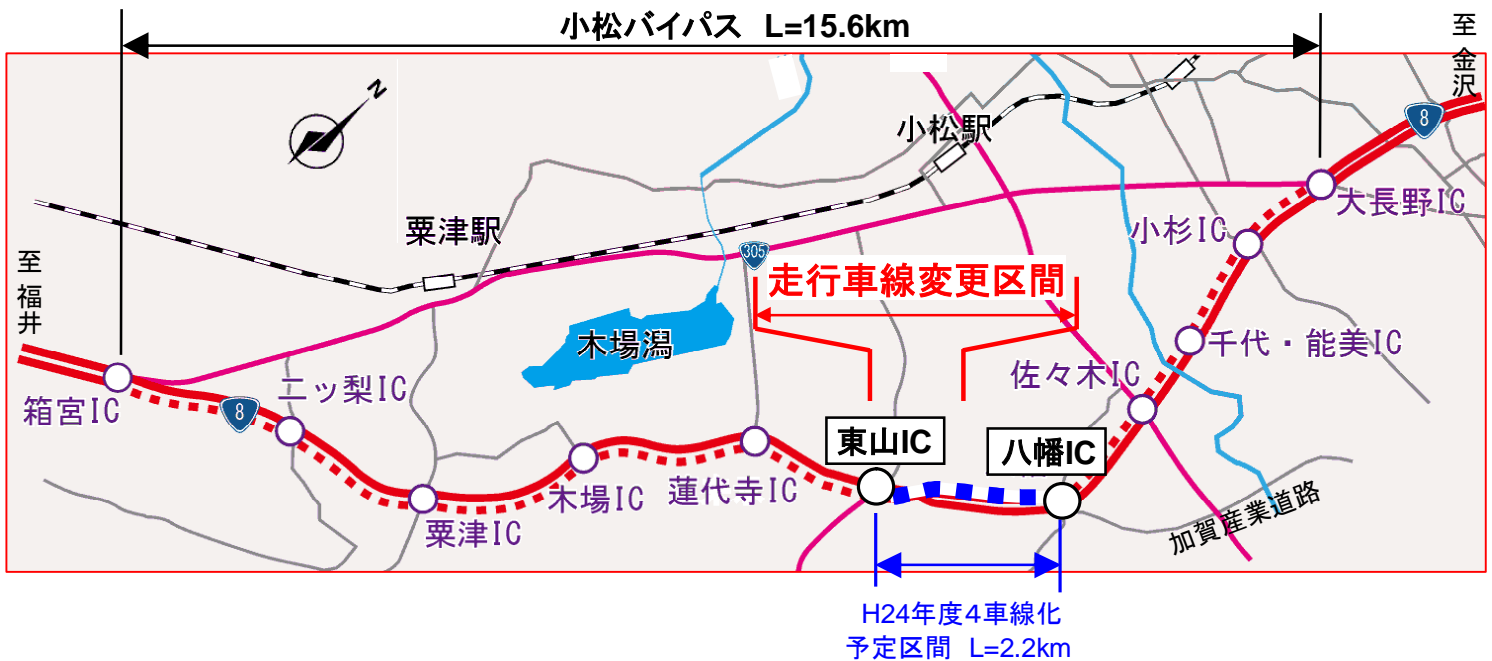 小松バイパス L=15.6km
至
金
沢
N
8
小松駅
大長野IC
粟津駅
小杉IC
305
至
福
井
走行車線変更区間
木場潟
千代・能美IC
佐々木IC
二ッ梨IC
箱宮IC
8
東山IC
八幡IC
木場IC
蓮代寺IC
粟津IC
加賀産業道路
H24年度4車線化
予定区間 L=2.2km